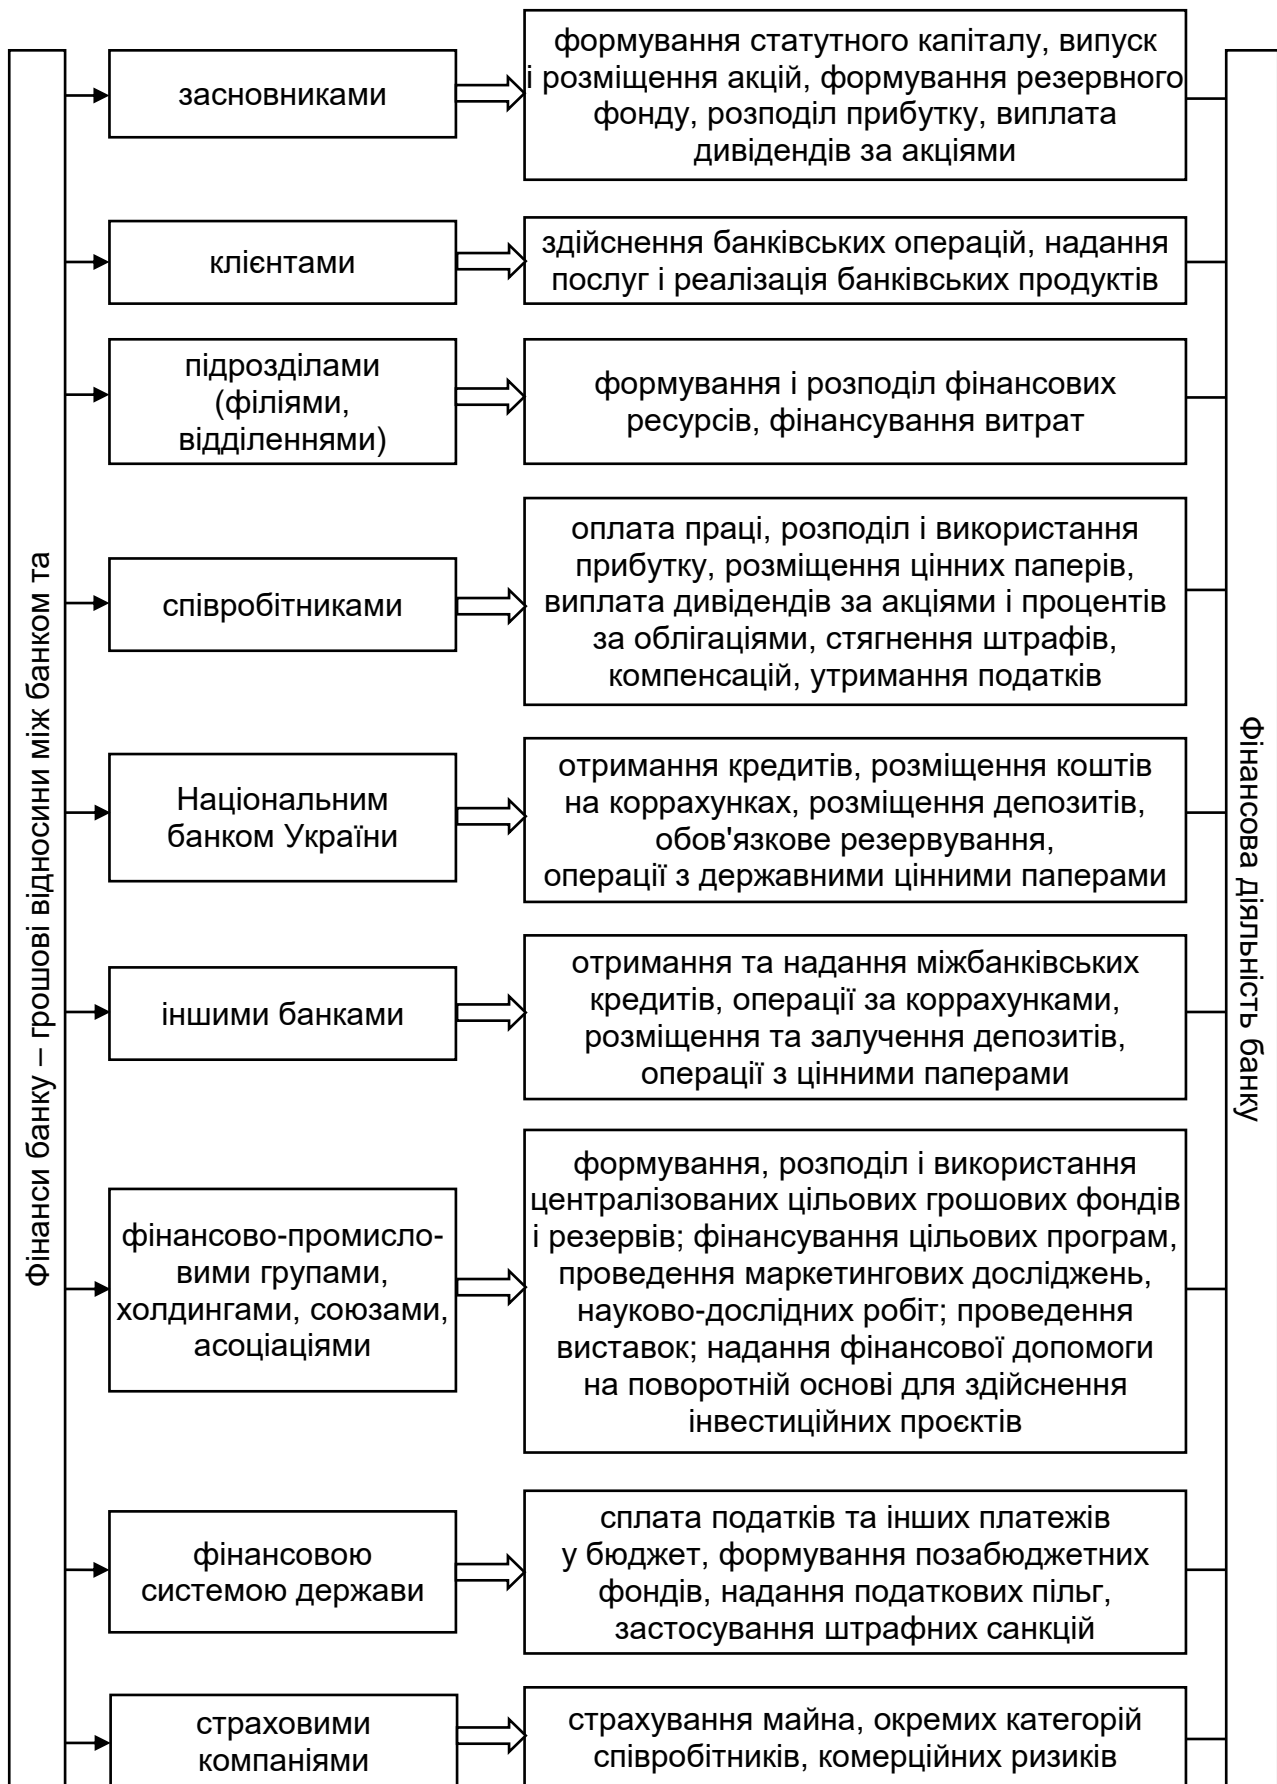 Фінанси банку – грошові відносини між банком та
засновниками
формування статутного капіталу, випуск
і розміщення акцій, формування резервного
фонду, розподіл прибутку, виплата
дивідендів за акціями
клієнтами
здійснення банківських операцій, надання
послуг і реалізація банківських продуктів
підрозділами
(філіями,
відділеннями)
формування і розподіл фінансових
ресурсів, фінансування витрат
співробітниками
оплата праці, розподіл і використання
прибутку, розміщення цінних паперів,
виплата дивідендів за акціями і процентів
за облігаціями, стягнення штрафів,
компенсацій, утримання податків
Національним
банком України
отримання кредитів, розміщення коштів
на коррахунках, розміщення депозитів,
обов'язкове резервування,
операції з державними цінними паперами
іншими банками
отримання та надання міжбанківських
кредитів, операції за коррахунками,
розміщення та залучення депозитів,
операції з цінними паперами
фінансово-промисло-
вими групами,
холдингами, союзами,
асоціаціями
формування, розподіл і використання
централізованих цільових грошових фондів
і резервів; фінансування цільових програм,
проведення маркетингових досліджень,
науково-дослідних робіт; проведення
виставок; надання фінансової допомоги
на поворотній основі для здійснення
інвестиційних проєктів
фінансовою
системою держави
сплата податків та інших платежів
у бюджет, формування позабюджетних
фондів, надання податкових пільг,
застосування штрафних санкцій
страховими
компаніями
страхування майна, окремих категорій
співробітників, комерційних ризиків
Фінансова діяльність банку